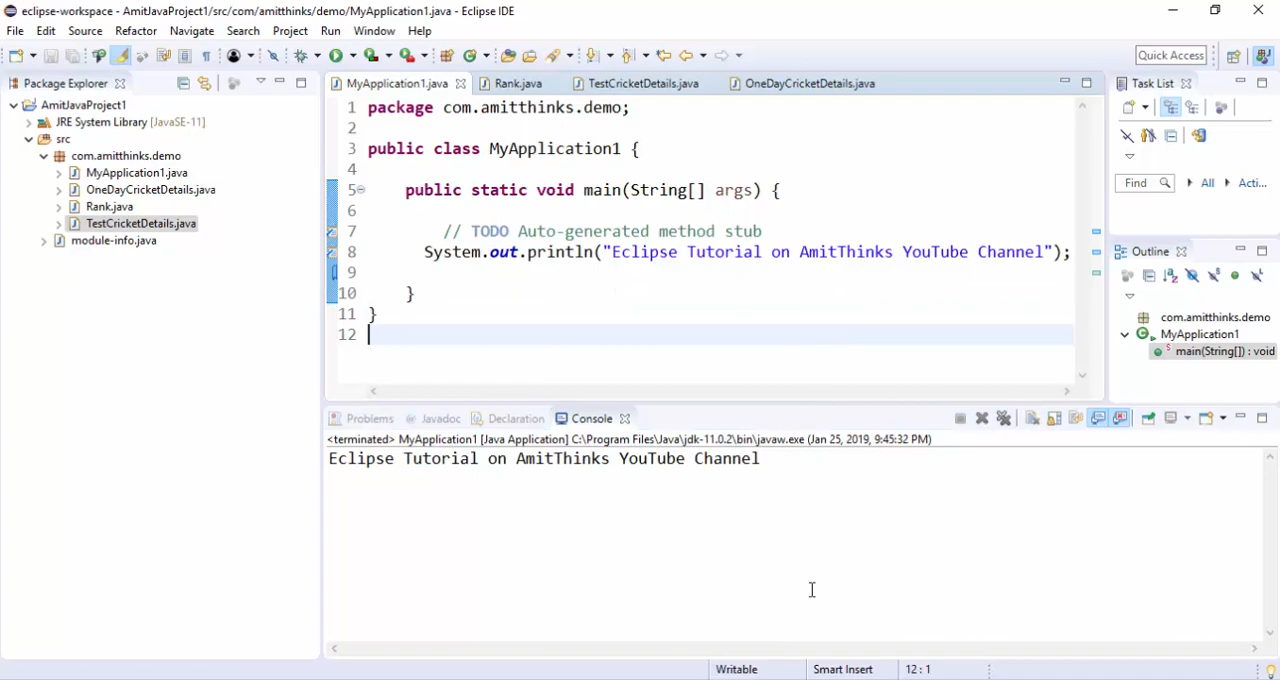 eclipse-workspace - AmitJavaProject1/src/com/amitthinks/demo/MyApplication1.java - Eclipse IDE
File Edit Source Refactor Navigate Search Project Run Window Help
Quick Access
Package Explorer
AmitJavaProject1
JRE System Library [JavaSE-11]
src
com.amitthinks.demo
MyApplication1.java
OneDayCricketDetails.java
Rank.java
TestCricketDetails.java
module-info.java
MyApplication1.java Rank.java TestCricketDetails.java OneDayCricketDetails.java
1 package com.amitthinks.demo;
2
3 public class MyApplication1 {
4
5 public static void main(String[] args) {
6
7 // TODO Auto-generated method stub
8 System.out.println("Eclipse Tutorial on AmitThinks YouTube Channel");
9
10 }
11 }
12
Task List
Find All Acti...
Outline
com.amitthinks.demo
MyApplication1
main(String[]) : void
Problems Javadoc Declaration Console
<terminated> MyApplication1 [Java Application] C:\Program Files\Java\jdk-11.0.2\bin\javaw.exe (Jan 25, 2019, 9:45:32 PM)
Eclipse Tutorial on AmitThinks YouTube Channel
Writable Smart Insert 12 : 1